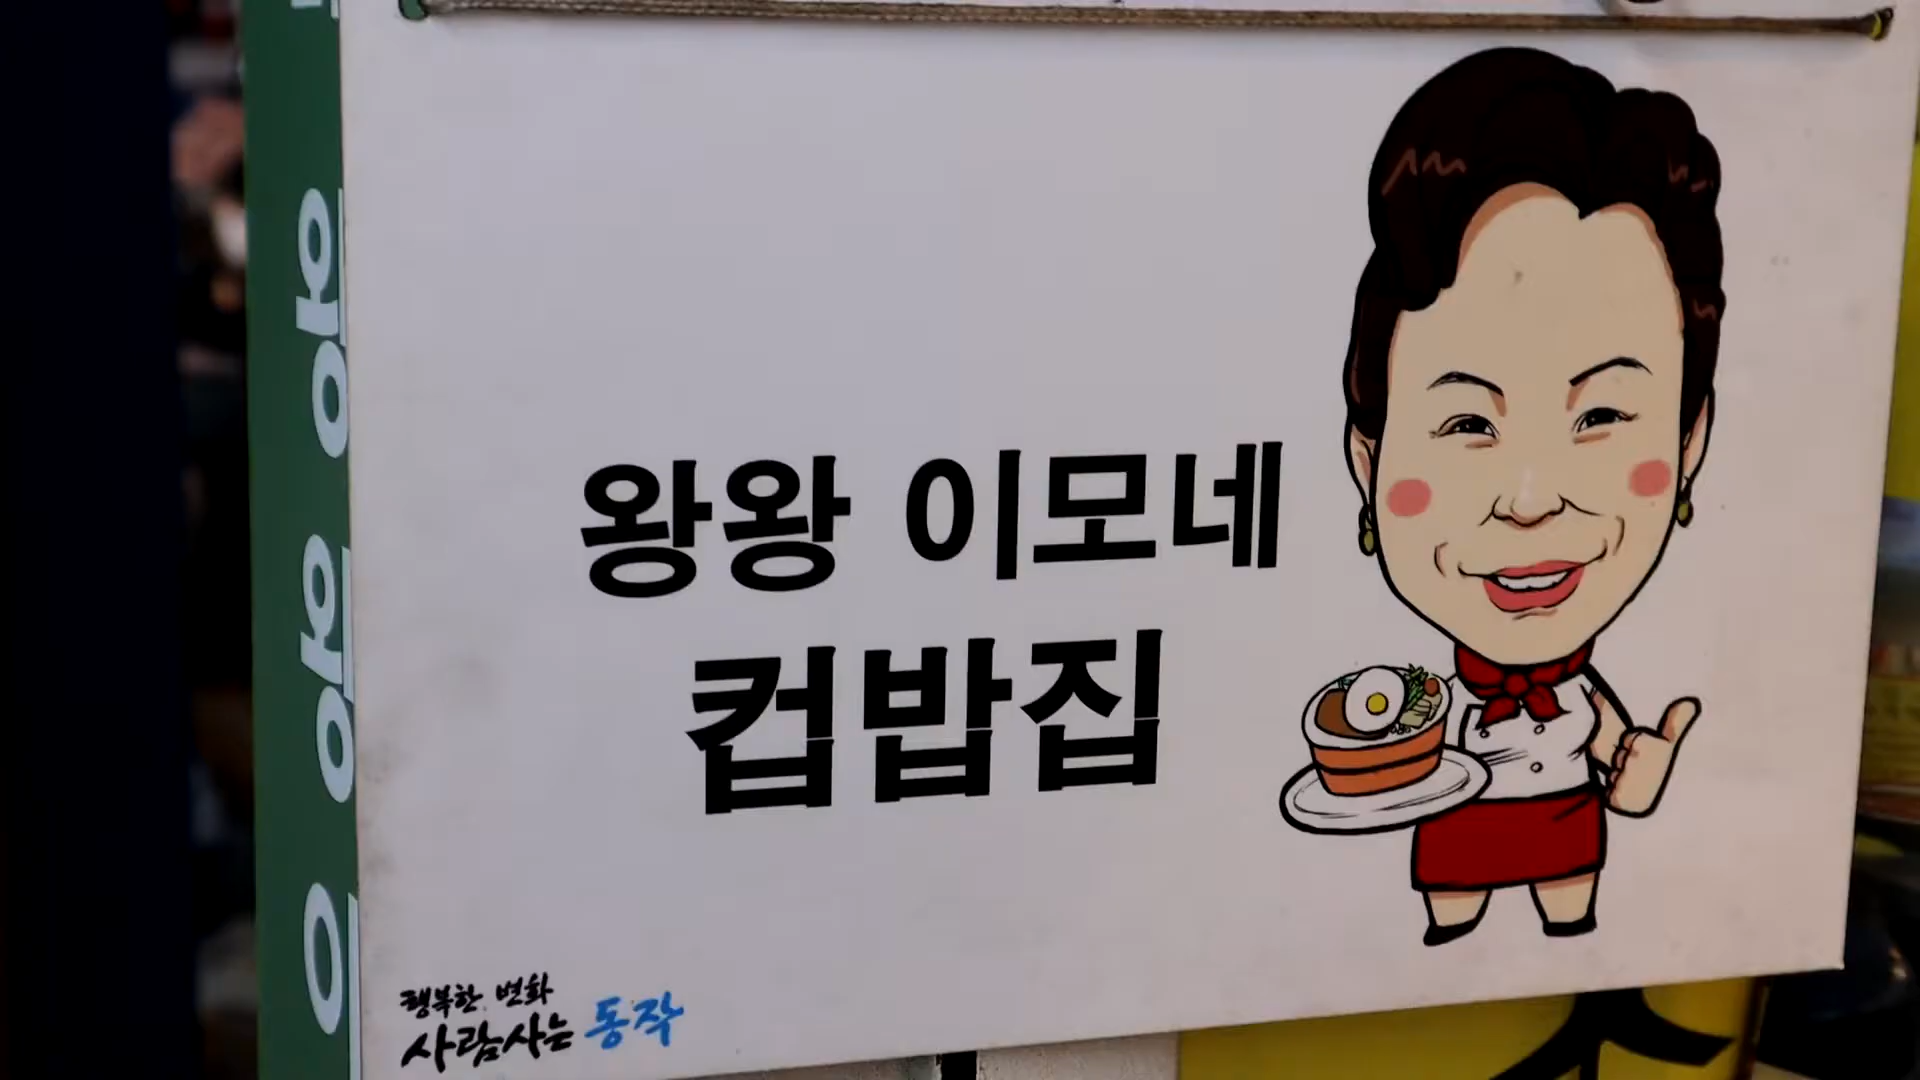 왕왕 이모네
컵밥집
행복한 변화
사람사는 동작
왕왕 이